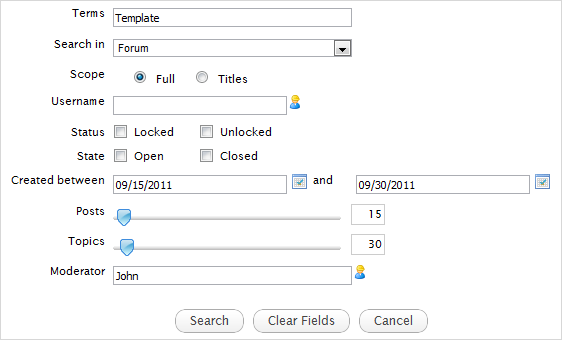 Terms Template
Search in Forum
Scope Full Titles
Username
Status Locked Unlocked
State Open Closed
Created between 09/15/2011 and 09/30/2011
Posts 15
Topics 30
Moderator John
Search Clear Fields Cancel